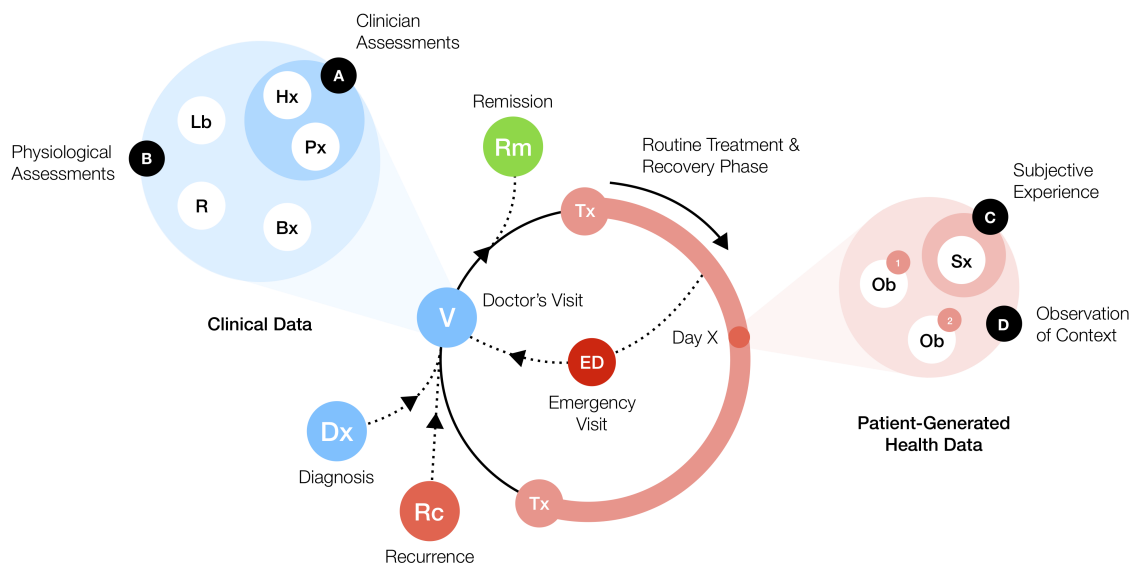 Clinician
Assessments
A
Hx
Lb
Px
Physiological
Assessments
B
R
Bx
Clinical Data
Remission
Rm
Routine Treatment &
Recovery Phase
Tx
V
Doctor's Visit
Day X
ED
Emergency
Visit
Dx
Diagnosis
Rc
Recurrence
Tx
Subjective
Experience
C
Sx
Ob
1
Ob
2
D
Observation
of Context
Patient-Generated
Health Data